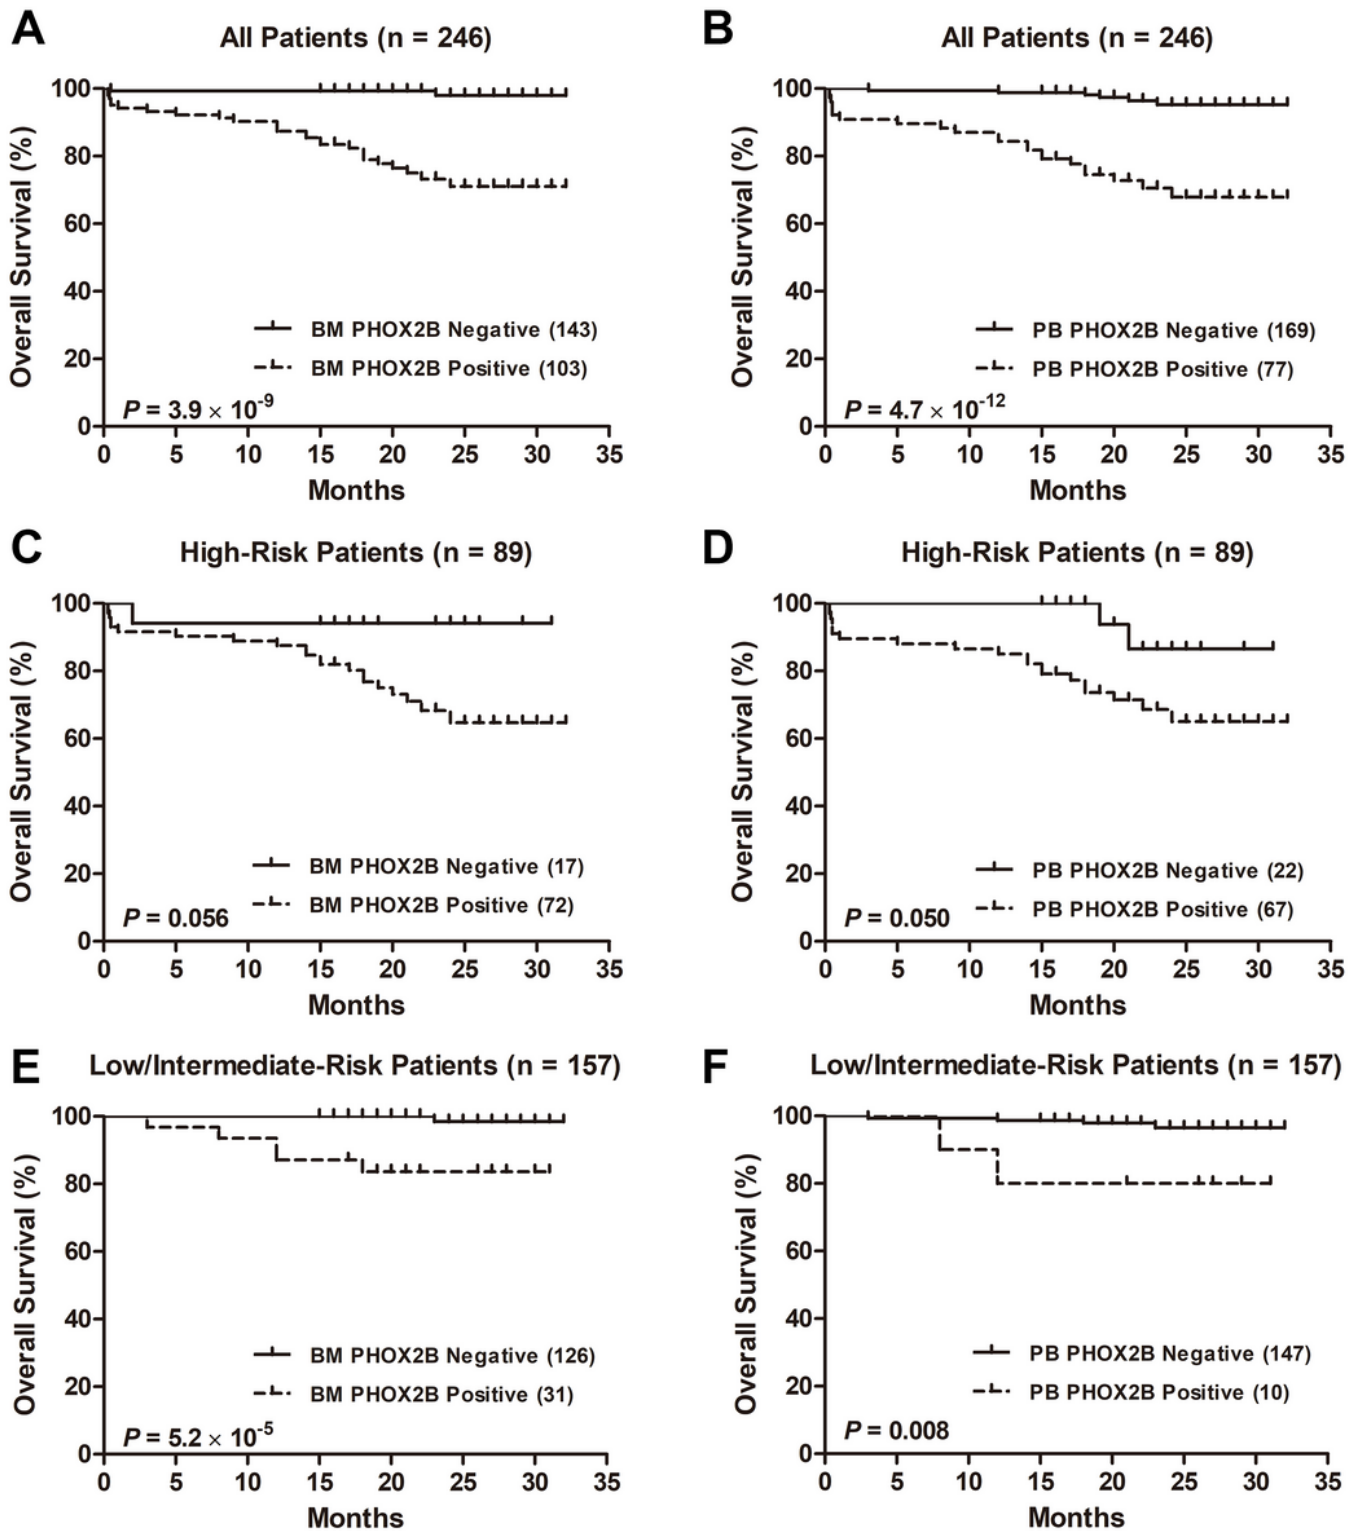 A
All Patients (n = 246)
Overall Survival (%)
100
80
60
40
20
0
BM PHOX2B Negative (143)
BM PHOX2B Positive (103)
P = 3.9 × 10-9
0 5 10 15 20 25 30 35
Months
B
All Patients (n = 246)
Overall Survival (%)
100
80
60
40
20
0
PB PHOX2B Negative (169)
PB PHOX2B Positive (77)
P = 4.7 × 10-12
0 5 10 15 20 25 30 35
Months
C
High-Risk Patients (n = 89)
Overall Survival (%)
100
80
60
40
20
0
BM PHOX2B Negative (17)
BM PHOX2B Positive (72)
P = 0.056
0 5 10 15 20 25 30 35
Months
D
High-Risk Patients (n = 89)
Overall Survival (%)
100
80
60
40
20
0
PB PHOX2B Negative (22)
PB PHOX2B Positive (67)
P = 0.050
0 5 10 15 20 25 30 35
Months
E
Low/Intermediate-Risk Patients (n = 157)
Overall Survival (%)
100
80
60
40
20
0
BM PHOX2B Negative (126)
BM PHOX2B Positive (31)
P = 5.2 × 10-5
0 5 10 15 20 25 30 35
Months
F
Low/Intermediate-Risk Patients (n = 157)
Overall Survival (%)
100
80
60
40
20
0
PB PHOX2B Negative (147)
PB PHOX2B Positive (10)
P = 0.008
0 5 10 15 20 25 30 35
Months